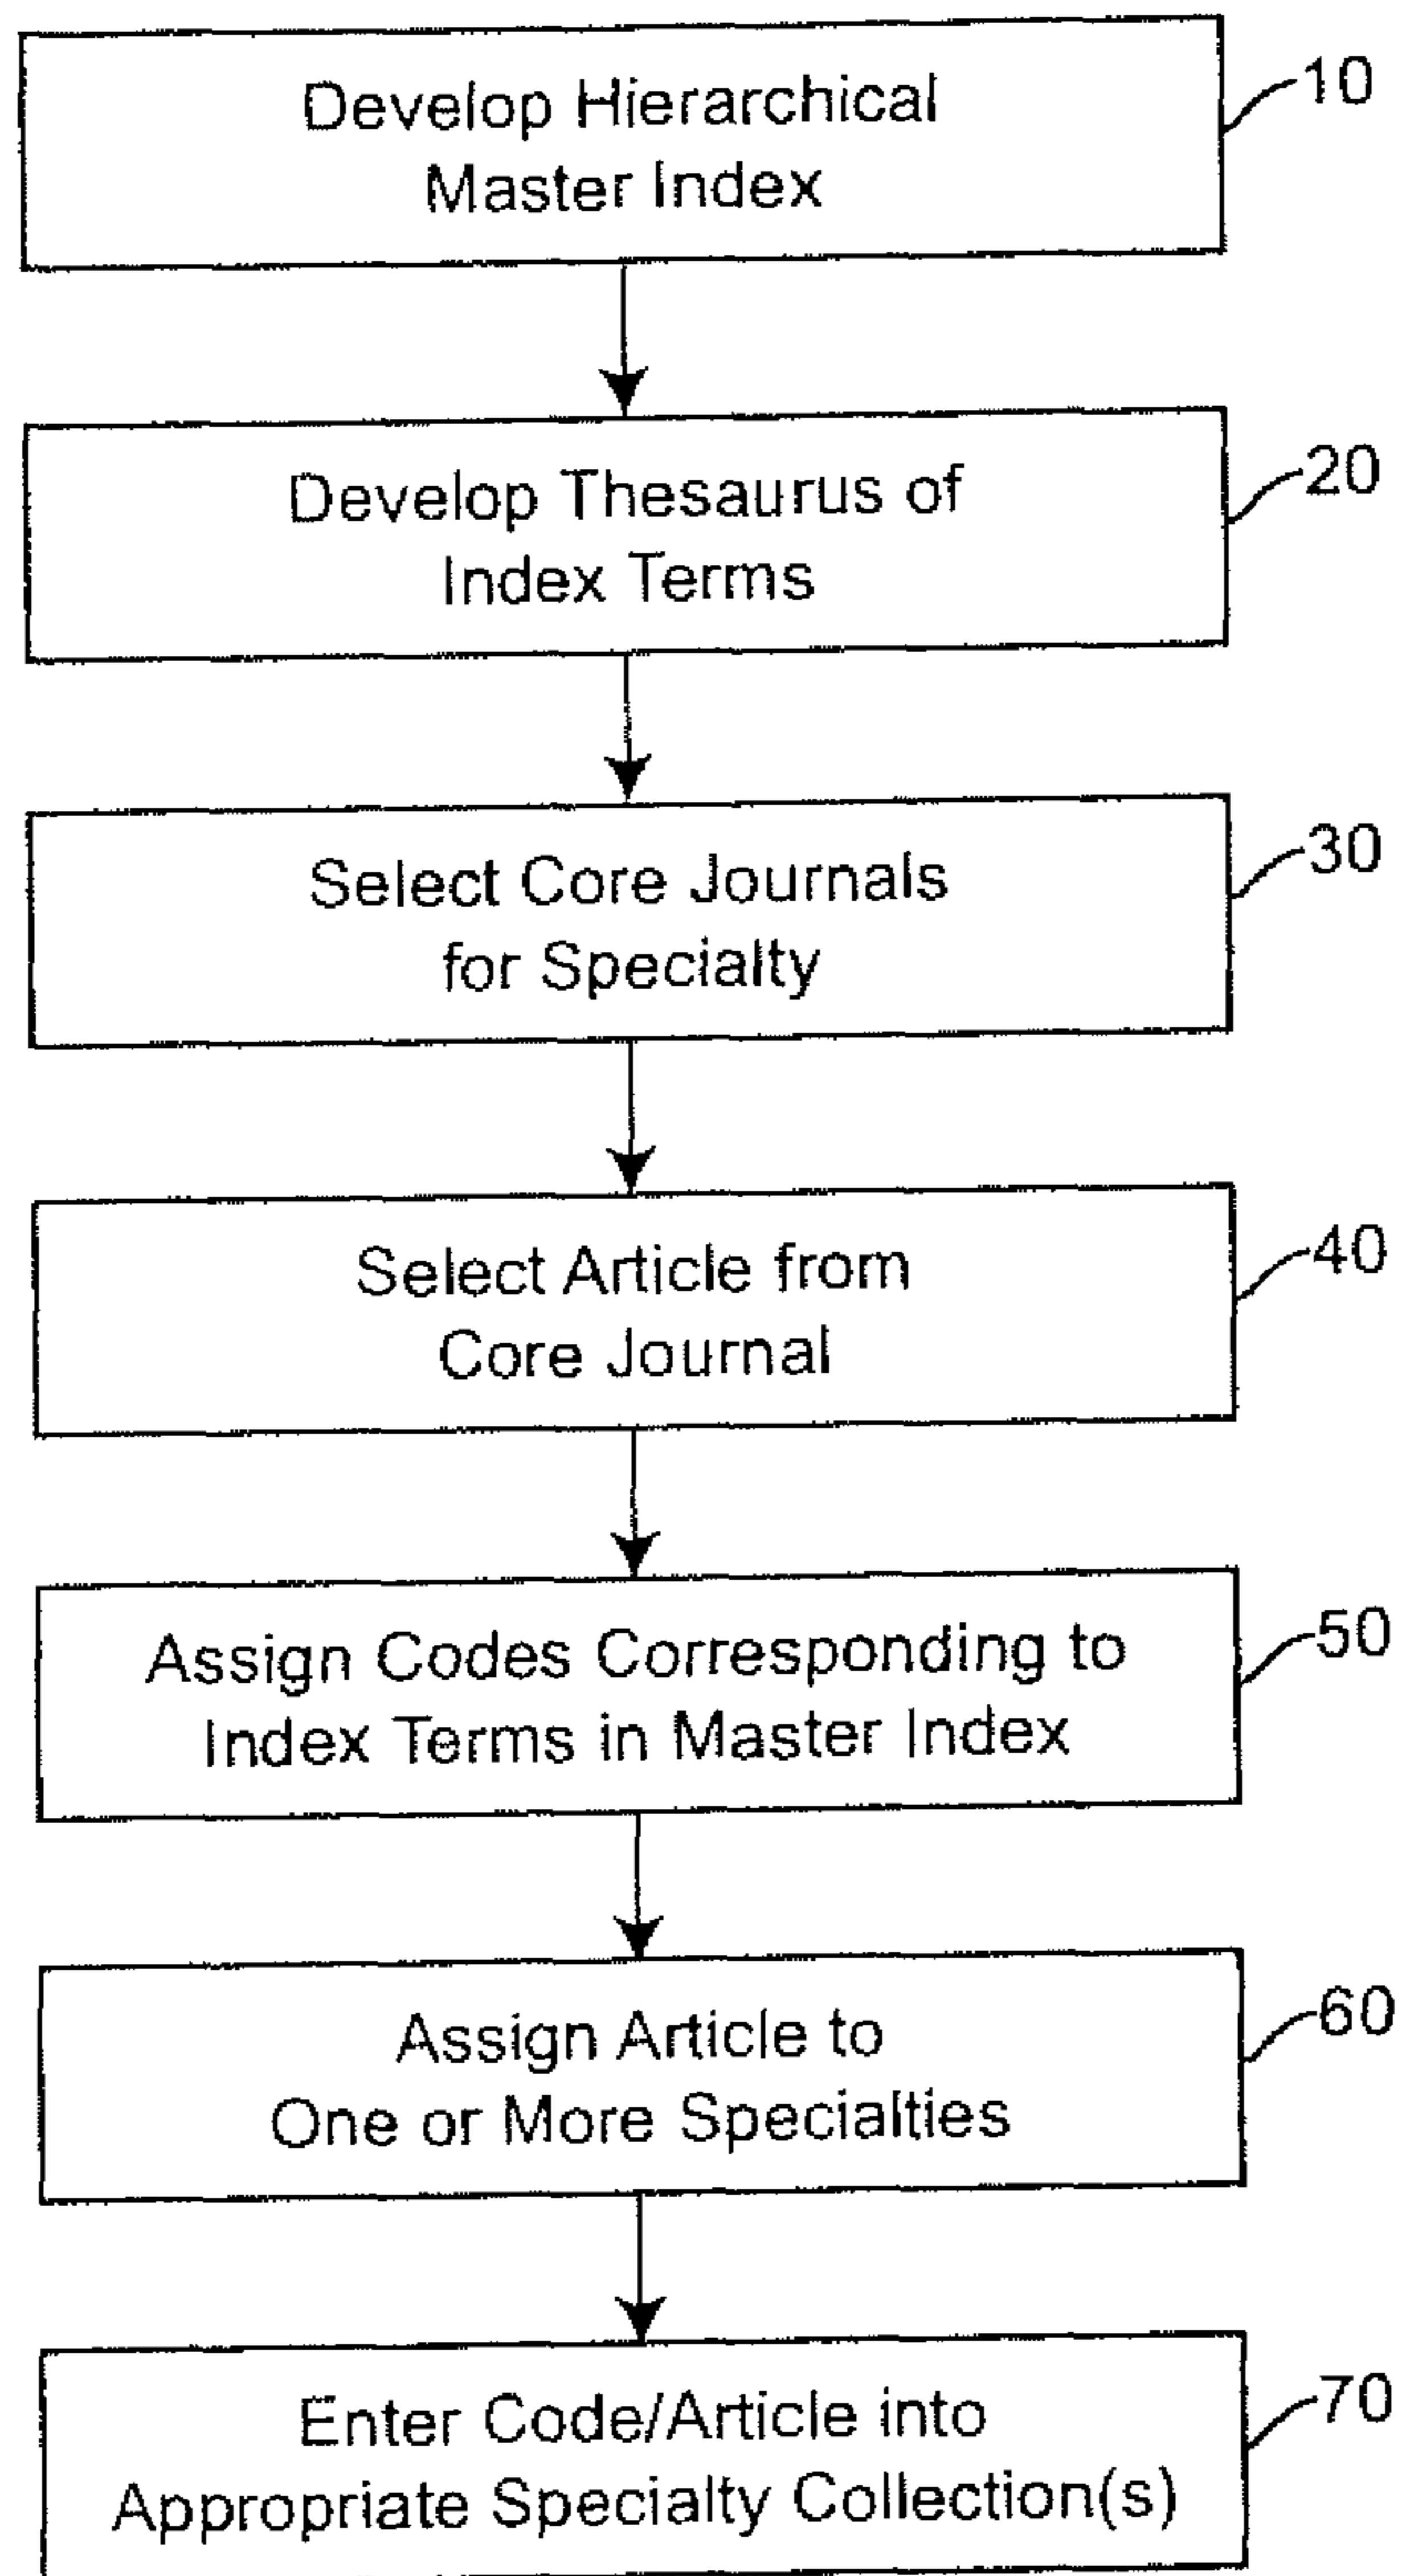 Develop Hierarchical
Master Index
10
Develop Thesaurus of
Index Terms
20
Select Core Journals
for Specialty
30
Select Article from
Core Journal
40
Assign Codes Corresponding to
Index Terms in Master Index
50
Assign Article to
One or More Specialties
60
Enter Code/Article into
Appropriate Specialty Collection(s)
70